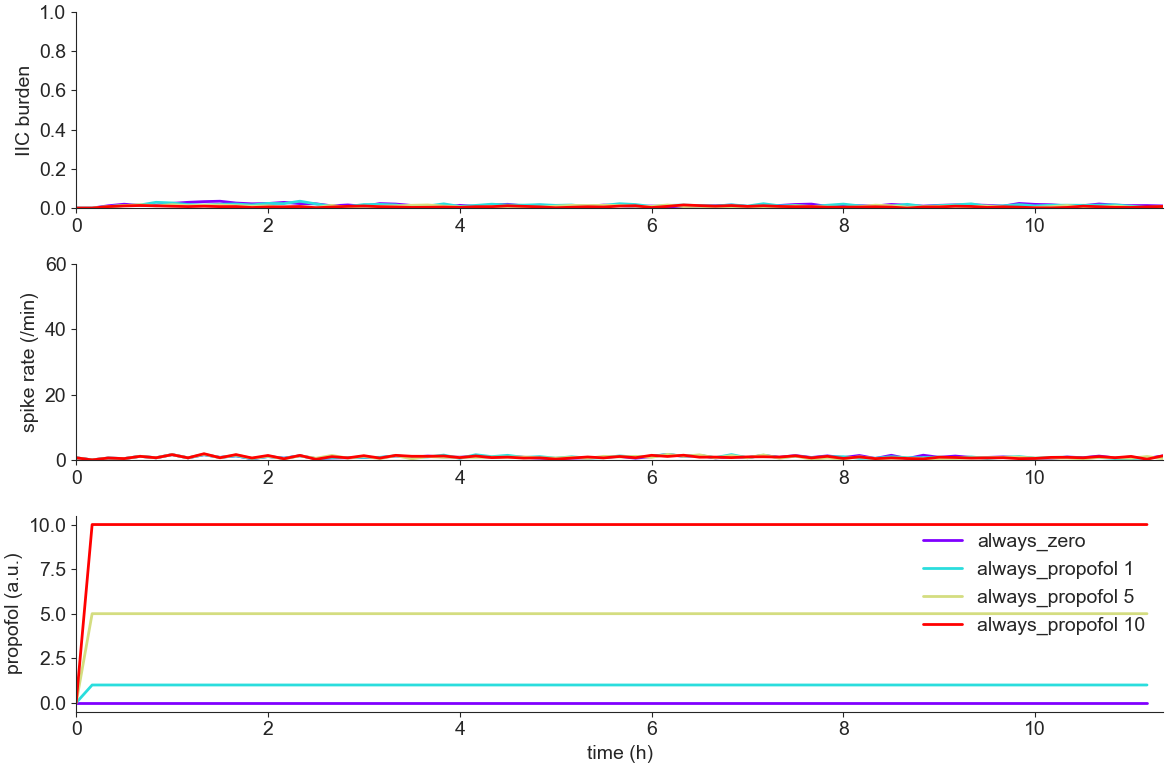 1.0
0.8
0.6
0.4
0.2
0.0
IIC burden
0 2 4 6 8 10
60
40
20
0
spike rate (/min)
0 2 4 6 8 10
10.0
7.5
5.0
2.5
0.0
propofol (a.u.)
always_zero
always_propofol 1
always_propofol 5
always_propofol 10
0 2 4 6 8 10
time (h)